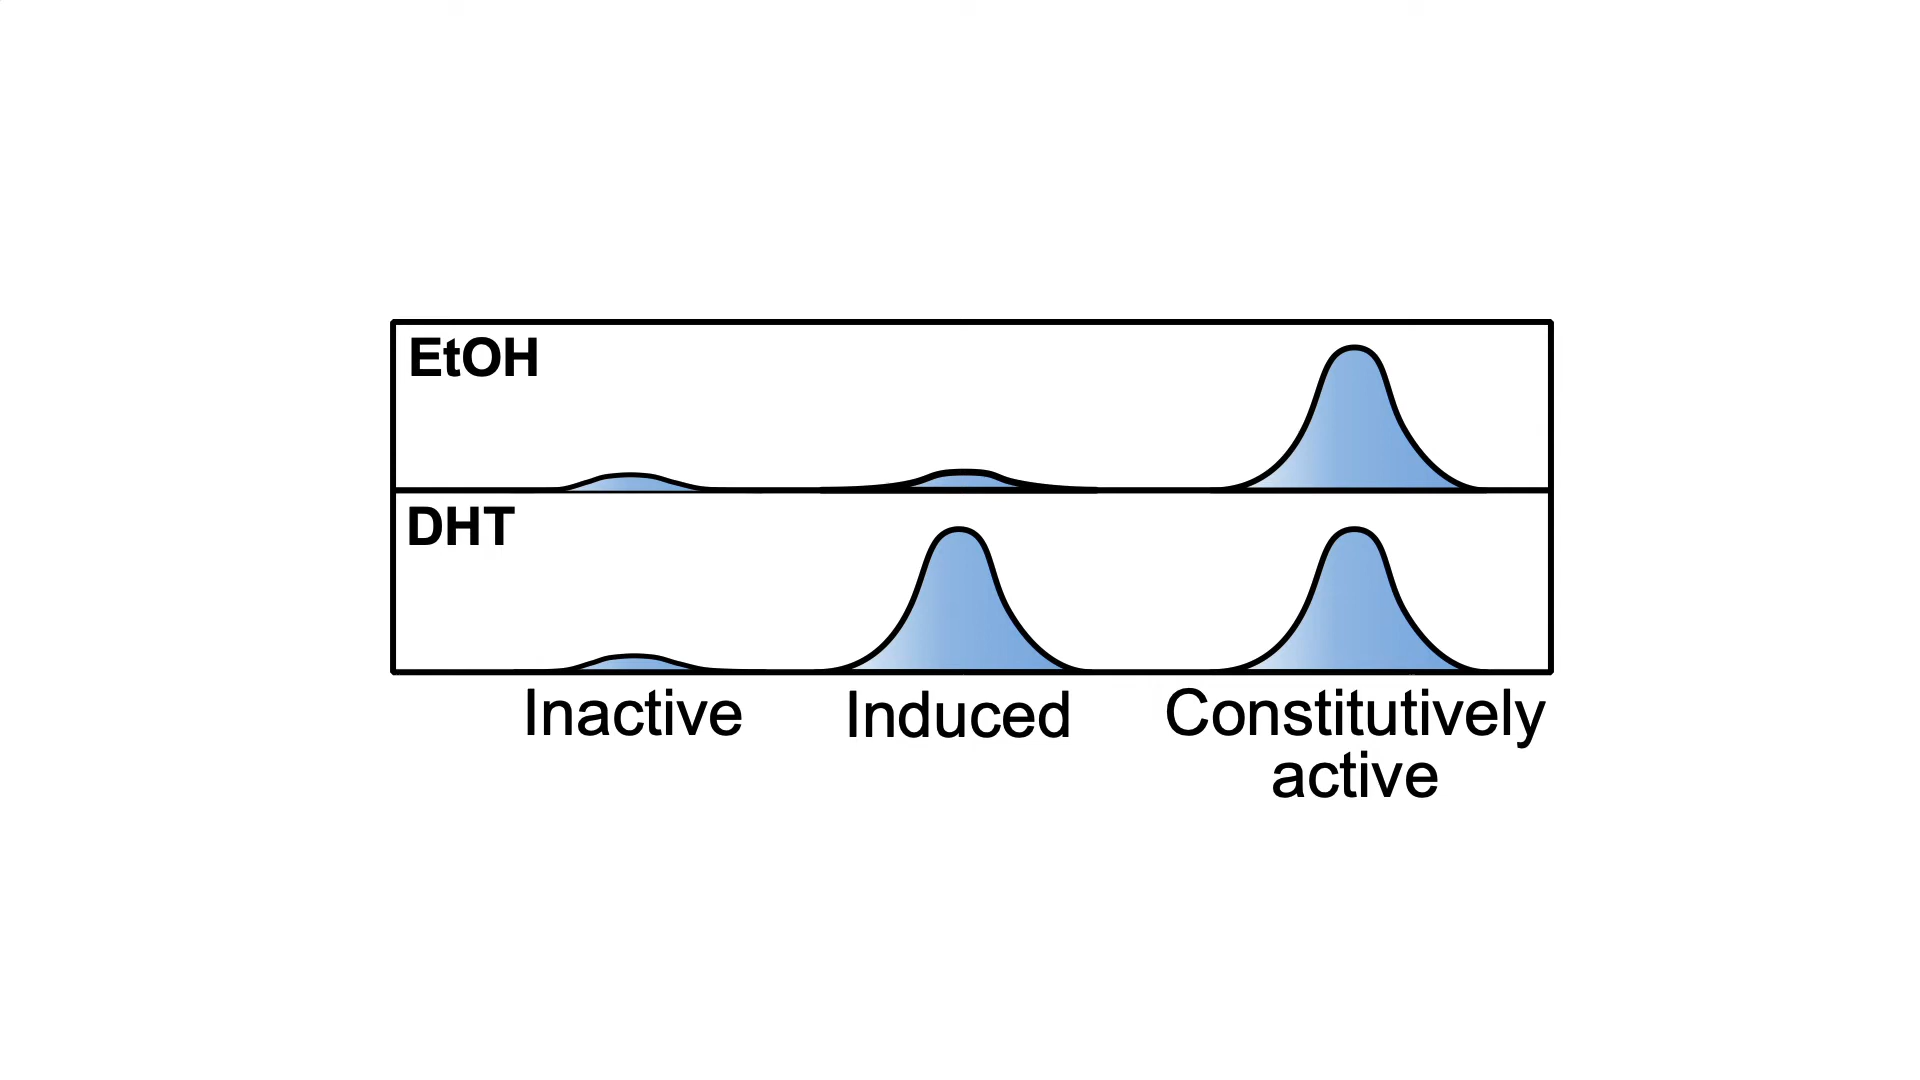 EtOH
DHT
Inactive
Induced
Constitutively
active